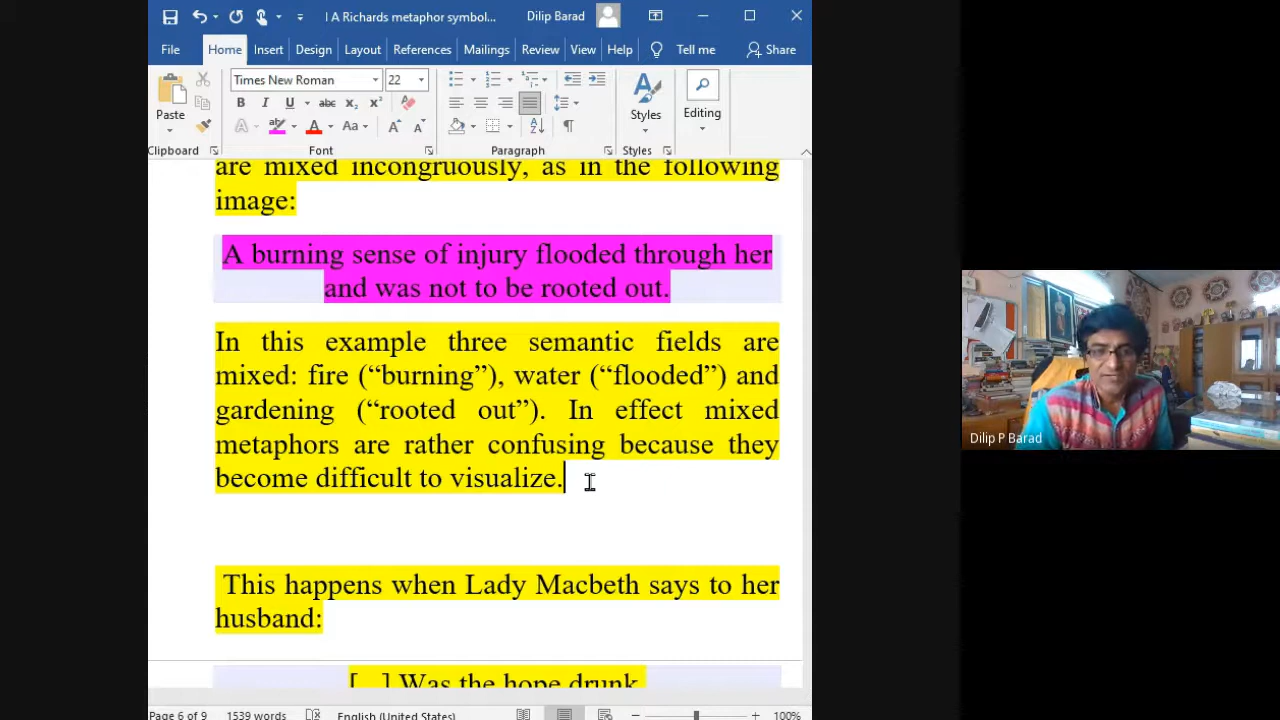 I A Richards metaphor symbol...
Dilip Barad
File Home Insert Design Layout References Mailings Review View Help Tell me Share
Times New Roman 22
Paste
Styles
Editing
Clipboard Font Paragraph Styles
are mixed incongruously, as in the following
image:
A burning sense of injury flooded through her
and was not to be rooted out.
In this example three semantic fields are
mixed: fire (“burning”), water (“flooded”) and
gardening (“rooted out”). In effect mixed
metaphors are rather confusing because they
become difficult to visualize.
This happens when Lady Macbeth says to her
husband:
[...] Was the hope drunk
Page 6 of 9 1539 words English (United States) 100%
Dilip P Barad